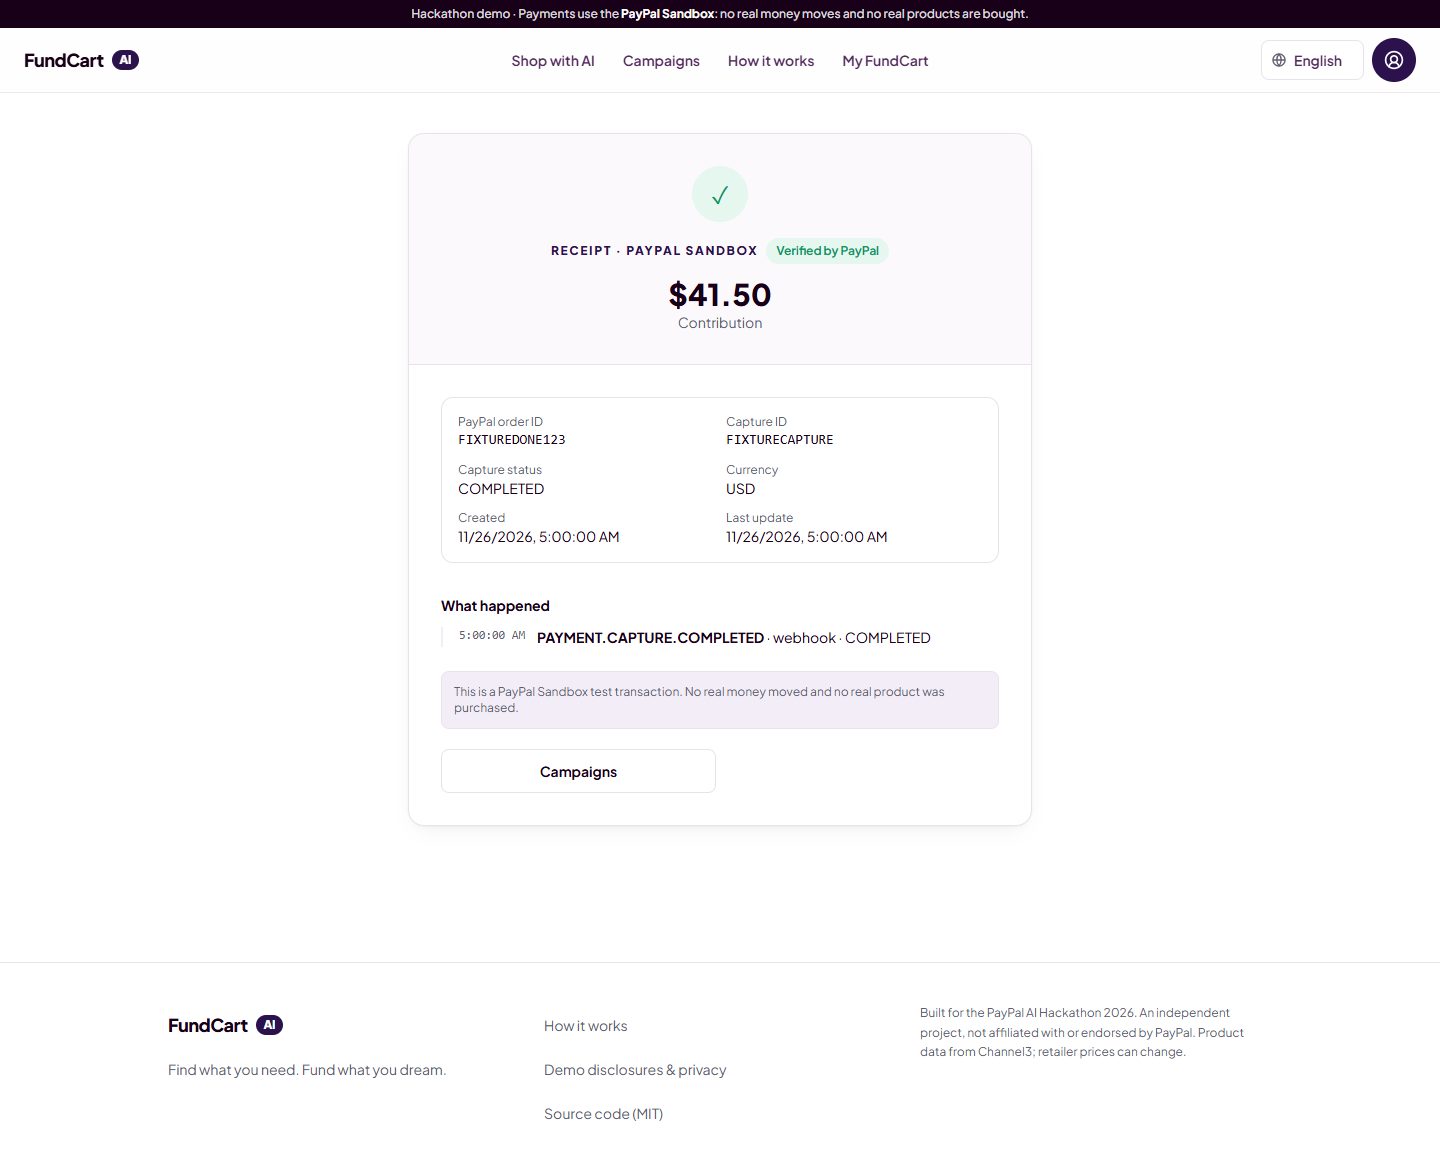 Hackathon demo · Payments use the PayPal Sandbox: no real money moves and no real products are bought.
FundCart AI
Shop with AI
Campaigns
How it works
My FundCart
English
RECEIPT · PAYPAL SANDBOX
Verified by PayPal
$41.50
Contribution
PayPal order ID
FIXTUREDONE123
Capture ID
FIXTURECAPTURE
Capture status
COMPLETED
Currency
USD
Created
11/26/2026, 5:00:00 AM
Last update
11/26/2026, 5:00:00 AM
What happened
5:00:00 AM PAYMENT.CAPTURE.COMPLETED · webhook · COMPLETED
This is a PayPal Sandbox test transaction. No real money moved and no real product was
purchased.
Campaigns
FundCart AI
Find what you need. Fund what you dream.
How it works
Demo disclosures & privacy
Source code (MIT)
Built for the PayPal AI Hackathon 2026. An independent
project, not affiliated with or endorsed by PayPal. Product
data from Channel3; retailer prices can change.